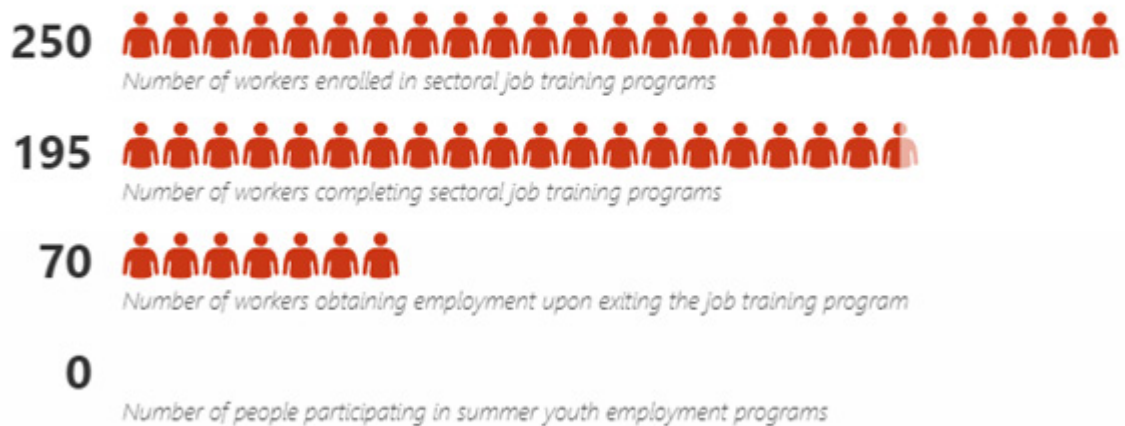 250
Number of workers enrolled in sectoral job training programs
195
Number of workers completing sectoral job training programs
70
Number of workers obtaining employment upon exiting the job training program
0
Number of people participating in summer youth employment programs